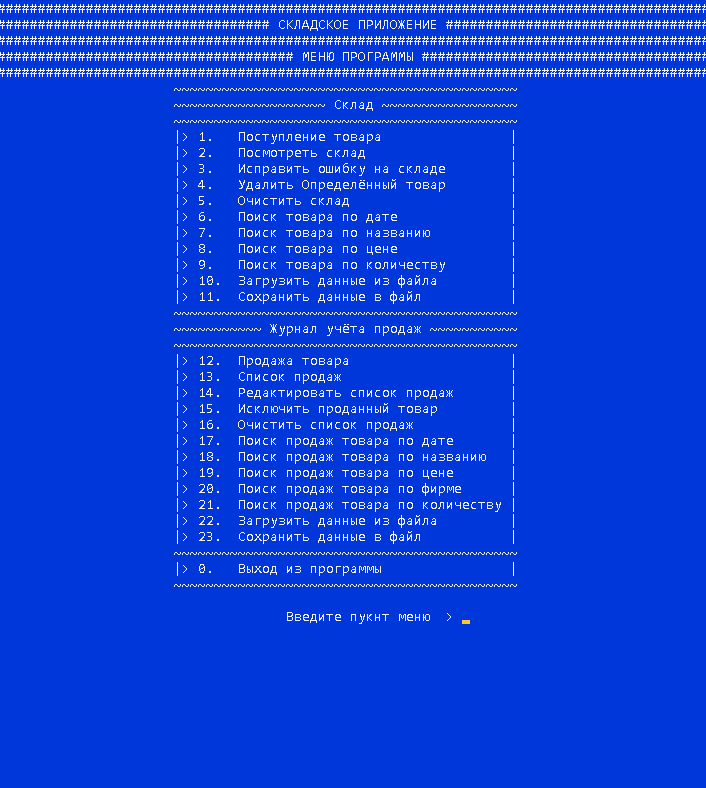 ########################################################################################
################################## СКЛАДСКОЕ ПРИЛОЖЕНИЕ #################################
########################################################################################
##################################### МЕНЮ ПРОГРАММЫ ####################################
########################################################################################
~~~~~~~~~~~~~~~~~~~~~~~~~~~~~~~~~~~~~~~~~~~
~~~~~~~~~~~~~~~~~~~ Склад ~~~~~~~~~~~~~~~~~
~~~~~~~~~~~~~~~~~~~~~~~~~~~~~~~~~~~~~~~~~~~
|> 1.   Поступление товара                |
|> 2.   Посмотреть склад                  |
|> 3.   Исправить ошибку на складе        |
|> 4.   Удалить Определённый товар        |
|> 5.   Очистить склад                    |
|> 6.   Поиск товара по дате              |
|> 7.   Поиск товара по названию          |
|> 8.   Поиск товара по цене              |
|> 9.   Поиск товара по количеству        |
|> 10.  Загрузить данные из файла         |
|> 11.  Сохранить данные в файл           |
~~~~~~~~~~~~~~~~~~~~~~~~~~~~~~~~~~~~~~~~~~~
~~~~~~~~~~~ Журнал учёта продаж ~~~~~~~~~~~
~~~~~~~~~~~~~~~~~~~~~~~~~~~~~~~~~~~~~~~~~~~
|> 12.  Продажа товара                    |
|> 13.  Список продаж                     |
|> 14.  Редактировать список продаж       |
|> 15.  Исключить проданный товар         |
|> 16.  Очистить список продаж            |
|> 17.  Поиск продаж товара по дате       |
|> 18.  Поиск продаж товара по названию   |
|> 19.  Поиск продаж товара по цене       |
|> 20.  Поиск продаж товара по фирме      |
|> 21.  Поиск продаж товара по количеству |
|> 22.  Загрузить данные из файла         |
|> 23.  Сохранить данные в файл           |
~~~~~~~~~~~~~~~~~~~~~~~~~~~~~~~~~~~~~~~~~~~
|> 0.   Выход из программы                |
~~~~~~~~~~~~~~~~~~~~~~~~~~~~~~~~~~~~~~~~~~~
Введите пукнт меню  > _